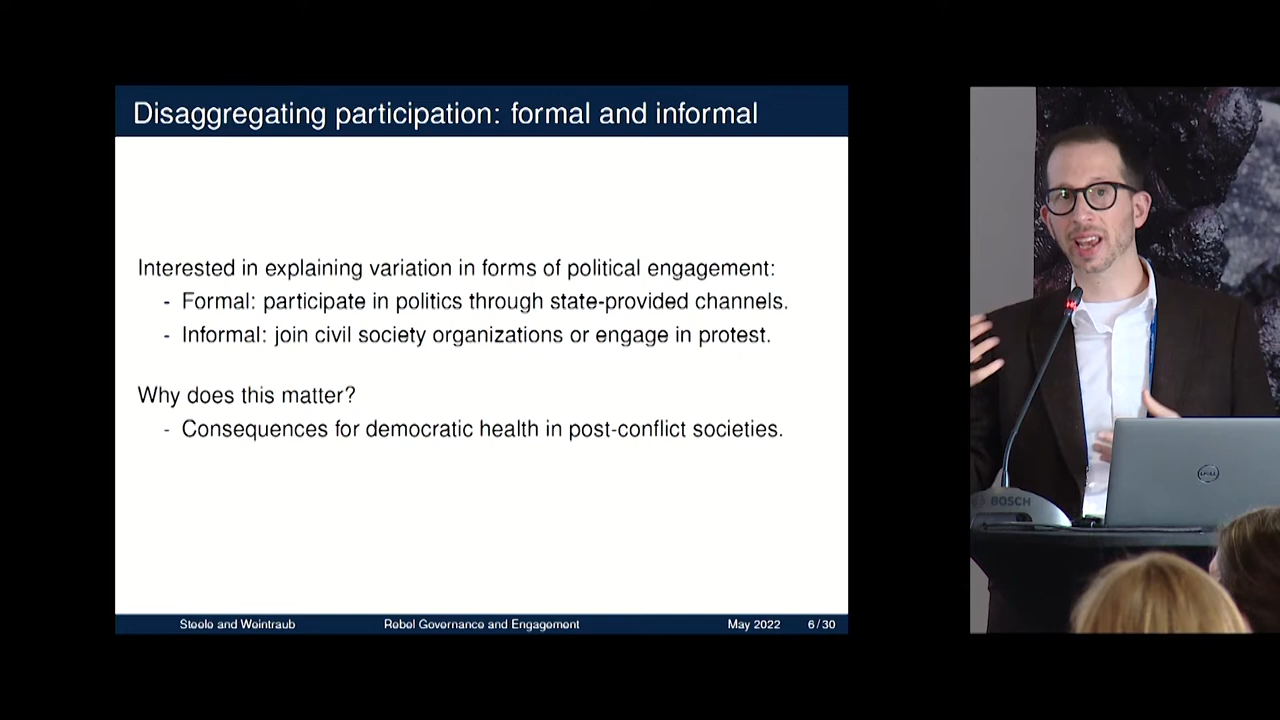 Disaggregating participation: formal and informal
Interested in explaining variation in forms of political engagement:
- Formal: participate in politics through state-provided channels.
- Informal: join civil society organizations or engage in protest.
Why does this matter?
- Consequences for democratic health in post-conflict societies.
Steele and Weintraub Rebel Governance and Engagement May 2022 6 / 30
DELL
BOSCH